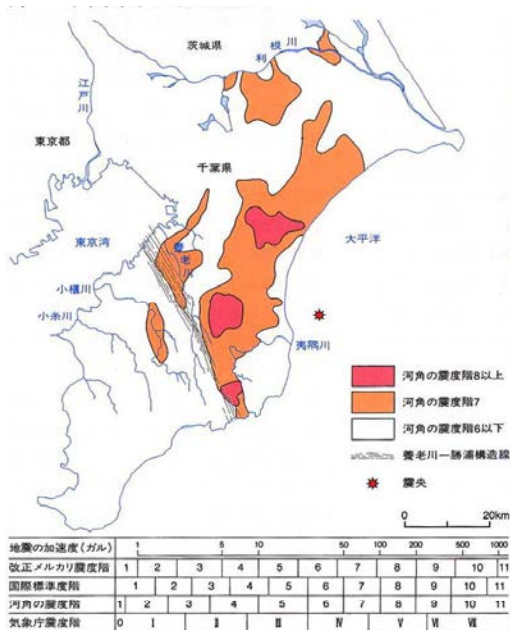 茨城県
利根川
江戸川
東京都
千葉県
東京湾
養老川
太平洋
小櫃川
小糸川
夷隅川
河角の震度階8以上
河角の震度階7
河角の震度階6以下
養老川ー勝浦構造線
震央
0 20km
地震の加速度(ガル) 1 5 10 50 100 200 500 1000
改正メルカリ震度階 1 2 3 4 5 6 7 8 9 10 11
国際標準度階 1 2 3 4 5 6 7 8 9 10 11
河角の震度階 1 2 3 4 5 6 7 8 9 10 11
気象庁震度階 0 I II III IV V VI VII